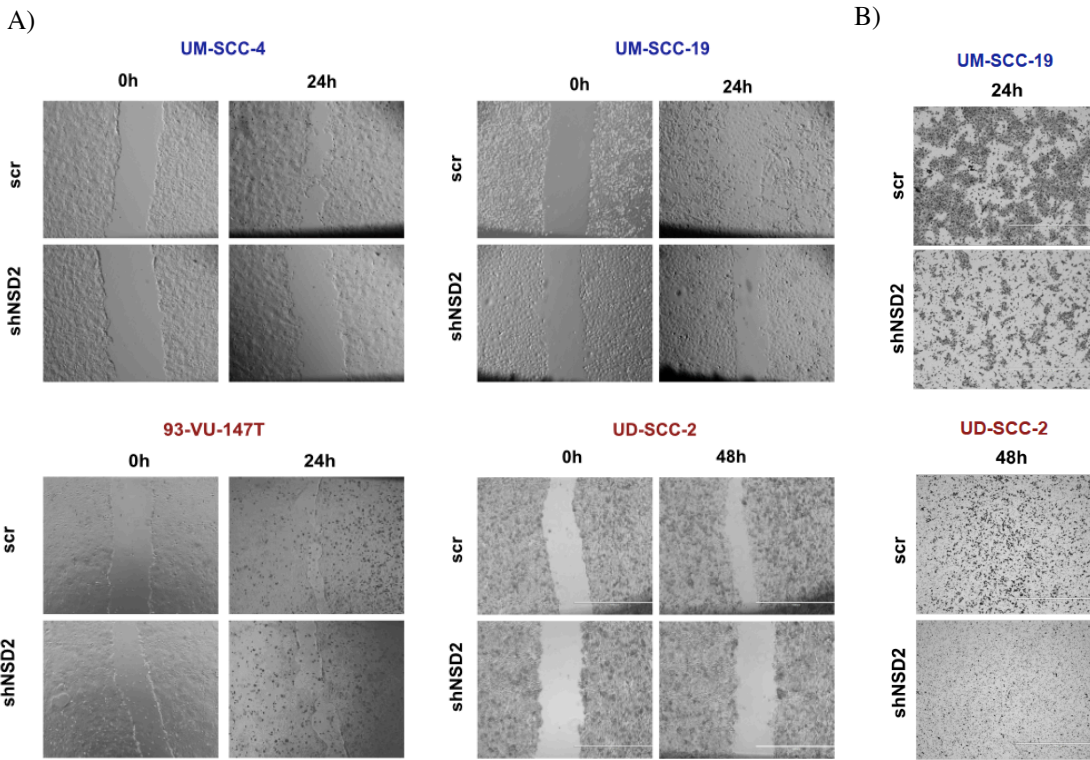 A)
B)
UM-SCC-4
UM-SCC-19
UM-SCC-19
0h
24h
0h
24h
24h
scr
scr
scr
shNSD2
shNSD2
shNSD2
93-VU-147T
UD-SCC-2
UD-SCC-2
0h
24h
0h
48h
48h
scr
scr
scr
shNSD2
shNSD2
shNSD2